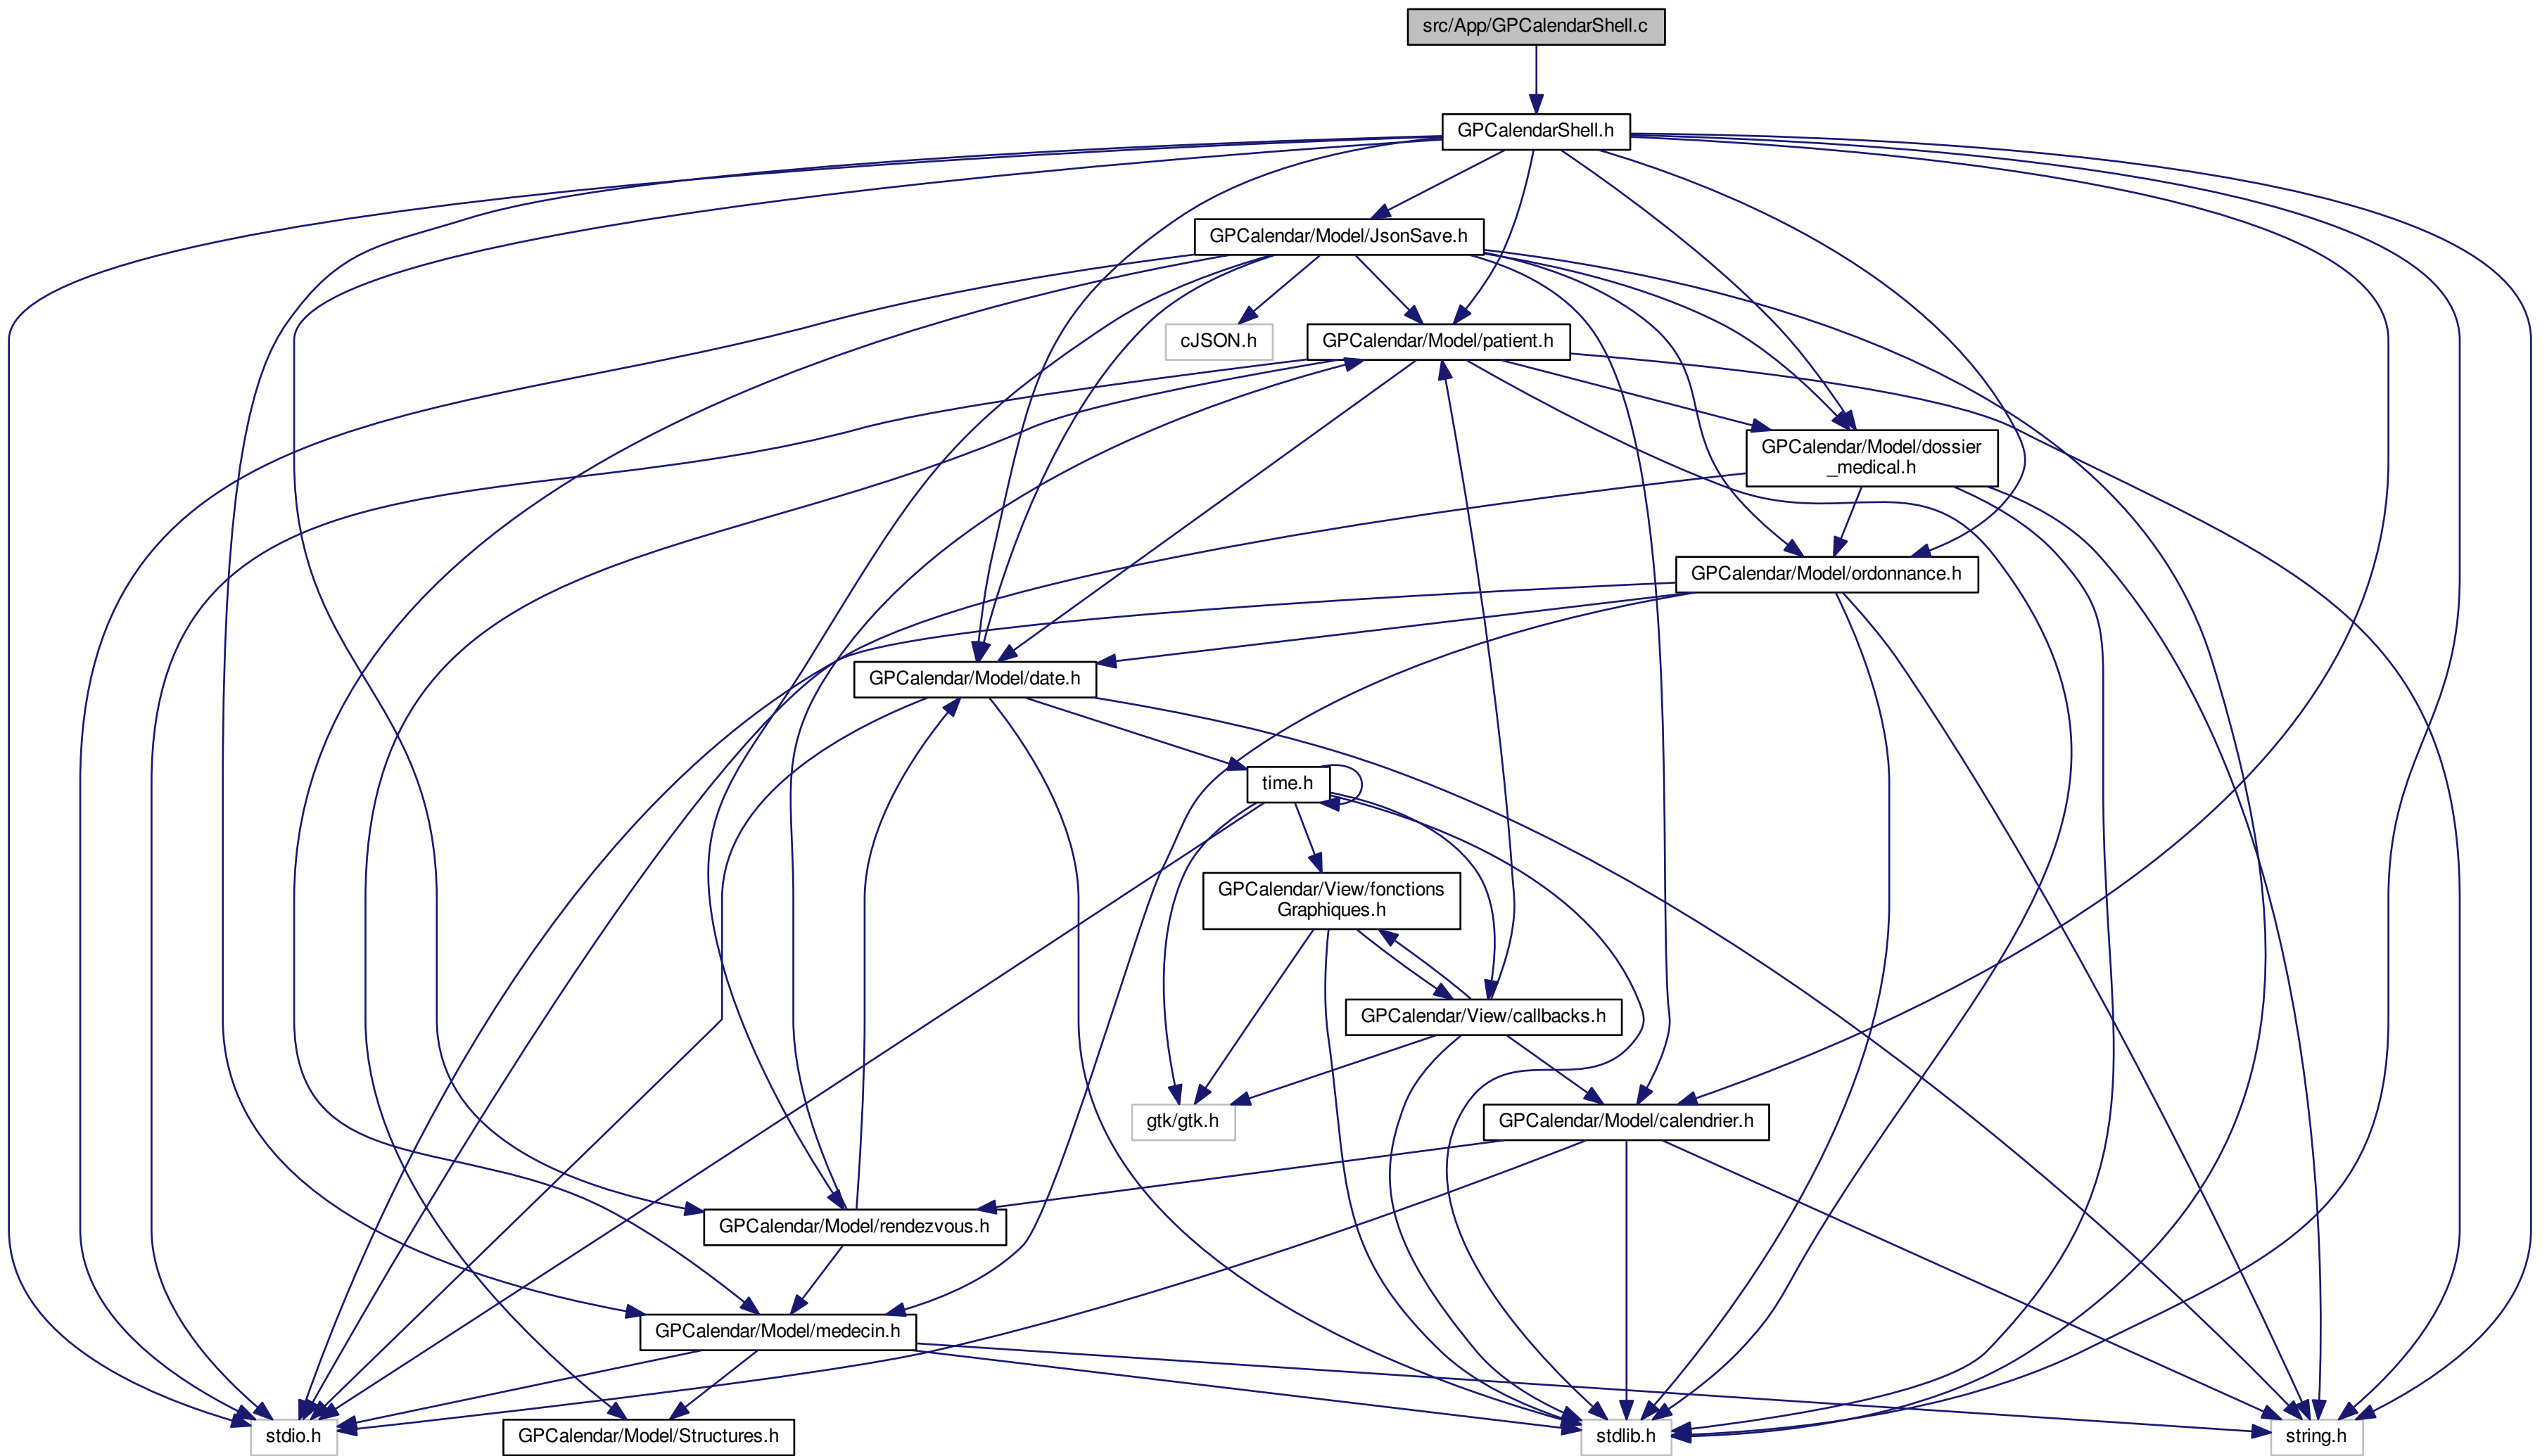 src/App/GPCalendarShell.c
GPCalendarShell.h
GPCalendar/Model/JsonSave.h
cJSON.h
GPCalendar/Model/patient.h
GPCalendar/Model/dossier
_medical.h
GPCalendar/Model/ordonnance.h
GPCalendar/Model/date.h
time.h
GPCalendar/View/fonctions
Graphiques.h
GPCalendar/View/callbacks.h
gtk/gtk.h
GPCalendar/Model/calendrier.h
GPCalendar/Model/rendezvous.h
GPCalendar/Model/medecin.h
stdio.h
GPCalendar/Model/Structures.h
stdlib.h
string.h